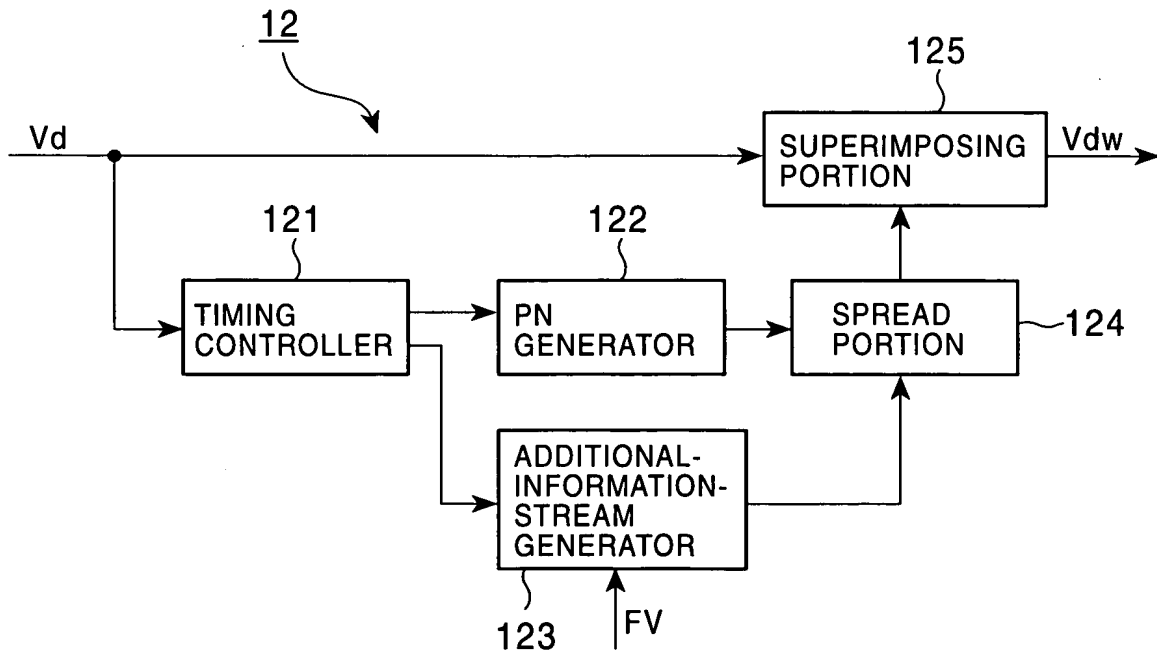 12
125
Vd
SUPERIMPOSING
PORTION
Vdw
121
122
TIMING
CONTROLLER
PN
GENERATOR
SPREAD
PORTION
124
ADDITIONAL-
INFORMATION-
STREAM
GENERATOR
123
FV